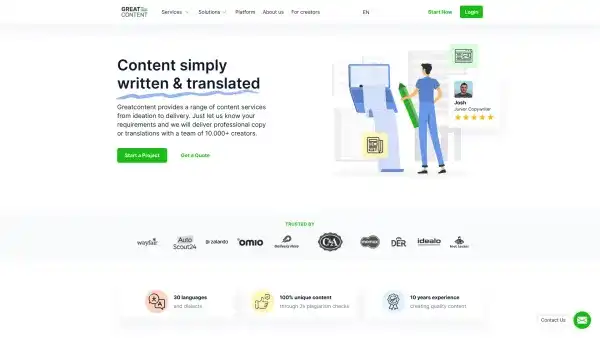 GREAT
CONTENT
Services
Solutions
Platform
About us
For creators
EN
Start Now
Login
Content simply
written & translated
Greatcontent provides a range of content services
from ideation to delivery. Just let us know your
requirements and we will deliver professional copy
or translations with a team of 10.000+ creators.
Start a Project
Get a Quote
Josh
Junior Copywriter
TRUSTED BY
wayfair
Auto
Scout24
zalando
omio
Delivery Hero
C&A
DER
idealo
30 languages
and dialects
100% unique content
through 2x plagiarism checks
10 years experience
creating quality content
Contact Us